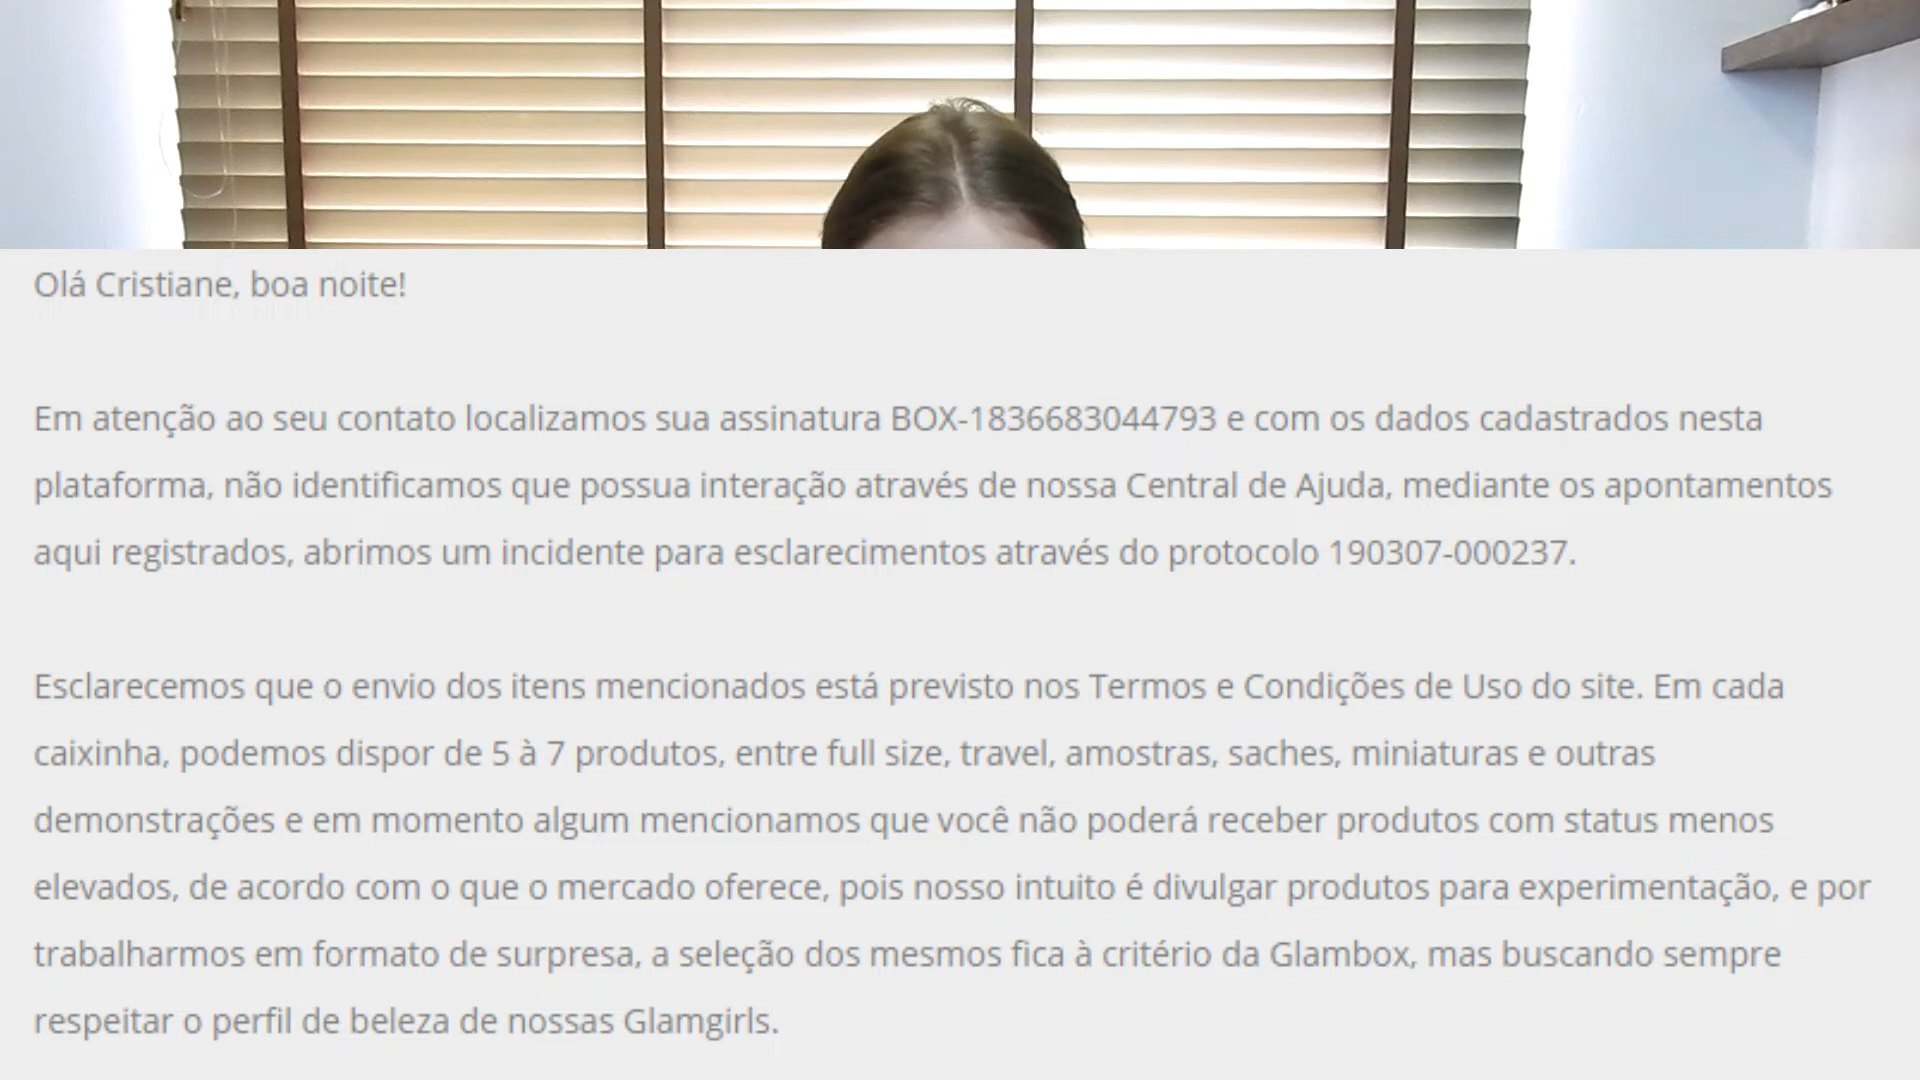 Olá Cristiane, boa noite!
Em atenção ao seu contato localizamos sua assinatura BOX-1836683044793 e com os dados cadastrados nesta
plataforma, não identificamos que possua interação através de nossa Central de Ajuda, mediante os apontamentos
aqui registrados, abrimos um incidente para esclarecimentos através do protocolo 190307-000237.
Esclarecemos que o envio dos itens mencionados está previsto nos Termos e Condições de Uso do site. Em cada
caixinha, podemos dispor de 5 à 7 produtos, entre full size, travel, amostras, saches, miniaturas e outras
demonstrações e em momento algum mencionamos que você não poderá receber produtos com status menos
elevados, de acordo com o que o mercado oferece, pois nosso intuito é divulgar produtos para experimentação, e por
trabalharmos em formato de surpresa, a seleção dos mesmos fica à critério da Glambox, mas buscando sempre
respeitar o perfil de beleza de nossas Glamgirls.